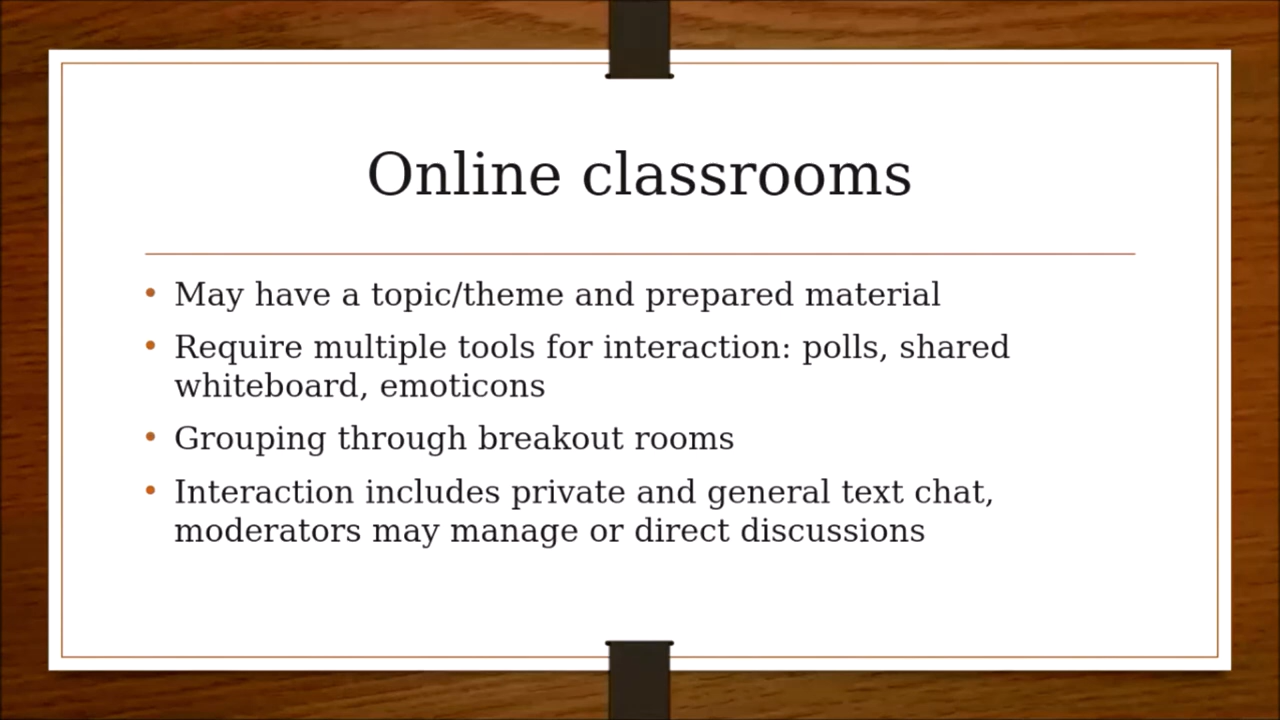 Online classrooms
• May have a topic/theme and prepared material
• Require multiple tools for interaction: polls, shared
whiteboard, emoticons
• Grouping through breakout rooms
• Interaction includes private and general text chat,
moderators may manage or direct discussions